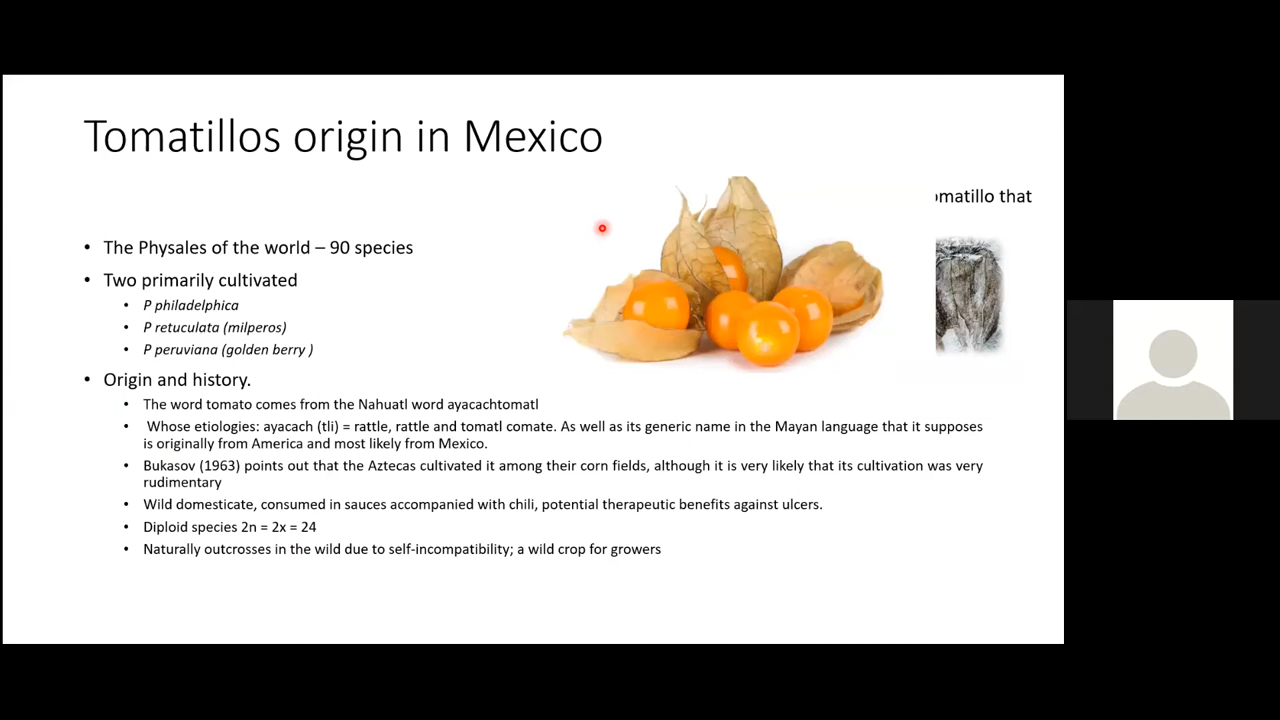 Tomatillos origin in Mexico
omatillo that
• The Physales of the world – 90 species
• Two primarily cultivated
• P philadelphica
• P retuculata (milperos)
• P peruviana (golden berry )
• Origin and history.
• The word tomato comes from the Nahuatl word ayacachtomatl
• Whose etiologies: ayacach (tli) = rattle, rattle and tomatl comate. As well as its generic name in the Mayan language that it supposes
is originally from America and most likely from Mexico.
• Bukasov (1963) points out that the Aztecas cultivated it among their corn fields, although it is very likely that its cultivation was very
rudimentary
• Wild domesticate, consumed in sauces accompanied with chili, potential therapeutic benefits against ulcers.
• Diploid species 2n = 2x = 24
• Naturally outcrosses in the wild due to self-incompatibility; a wild crop for growers